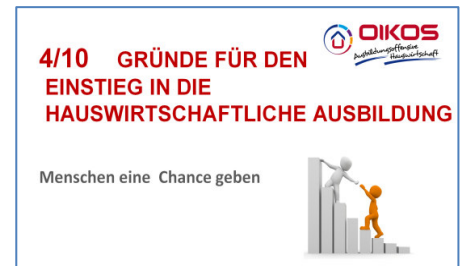 OIKOS
Ausbildungsoffensive
Hauswirtschaft
4/10 GRÜNDE FÜR DEN
EINSTIEG IN DIE
HAUSWIRTSCHAFTLICHE AUSBILDUNG
Menschen eine Chance geben